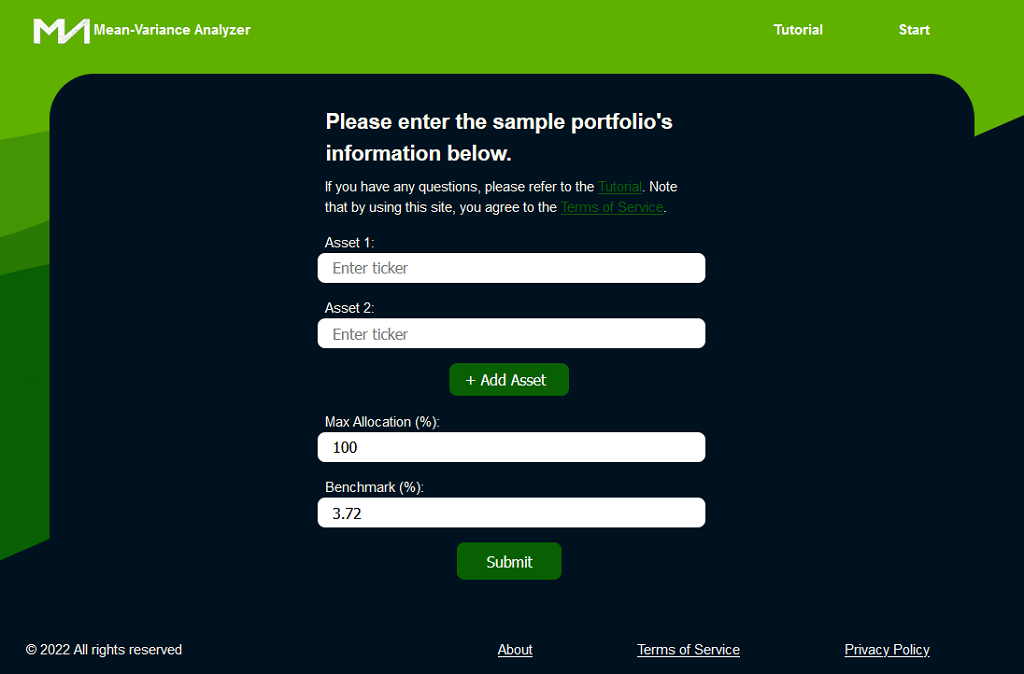 MVA Mean-Variance Analyzer
Tutorial
Start
Please enter the sample portfolio's
information below.
If you have any questions, please refer to the Tutorial. Note
that by using this site, you agree to the Terms of Service.
Asset 1:
Enter ticker
Asset 2:
Enter ticker
+ Add Asset
Max Allocation (%):
100
Benchmark (%):
3.72
Submit
© 2022 All rights reserved
About
Terms of Service
Privacy Policy